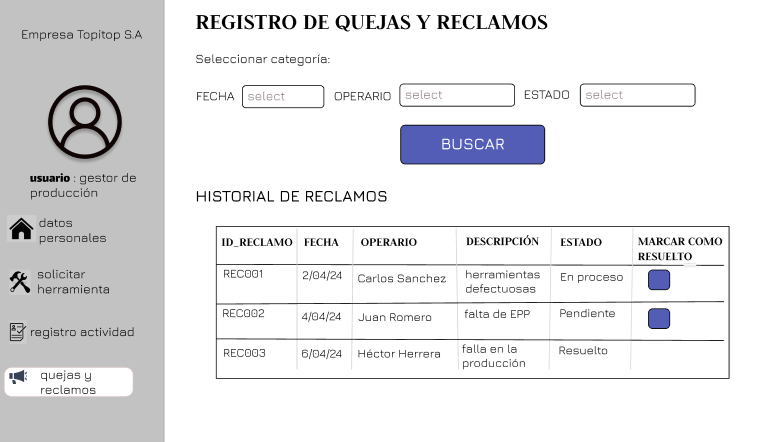 Empresa Topitop S.A
usuario : gestor de
producción
datos
personales
solicitar
herramienta
registro actividad
quejas y
reclamos
REGISTRO DE QUEJAS Y RECLAMOS
Seleccionar categoría:
FECHA select OPERARIO select ESTADO select
BUSCAR
HISTORIAL DE RECLAMOS
ID_RECLAMO FECHA OPERARIO DESCRIPCIÓN ESTADO MARCAR COMO
RESUELTO
REC001 2/04/24 Carlos Sanchez herramientas En proceso
defectuosas
REC002 4/04/24 Juan Romero falta de EPP Pendiente
REC003 6/04/24 Héctor Herrera falla en la Resuelto
producción